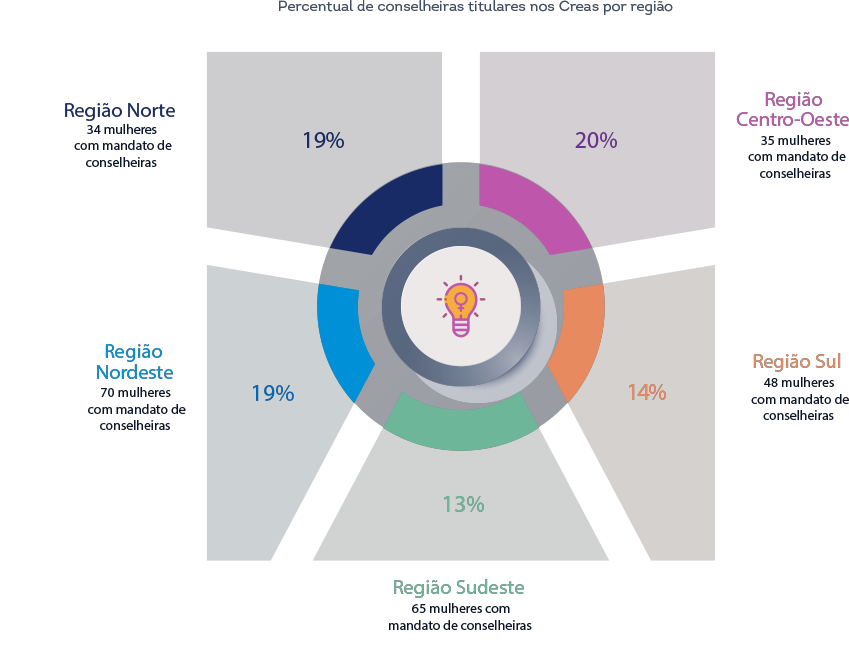 Percentual de conselheiras titulares nos Creas por região
Região Norte
34 mulheres
com mandato de
conselheiras
19%
20%
Região
Centro-Oeste
35 mulheres
com mandato de
conselheiras
Região
Nordeste
70 mulheres
com mandato de
conselheiras
19%
14%
Região Sul
48 mulheres
com mandato de
conselheiras
13%
Região Sudeste
65 mulheres com
mandato de conselheiras